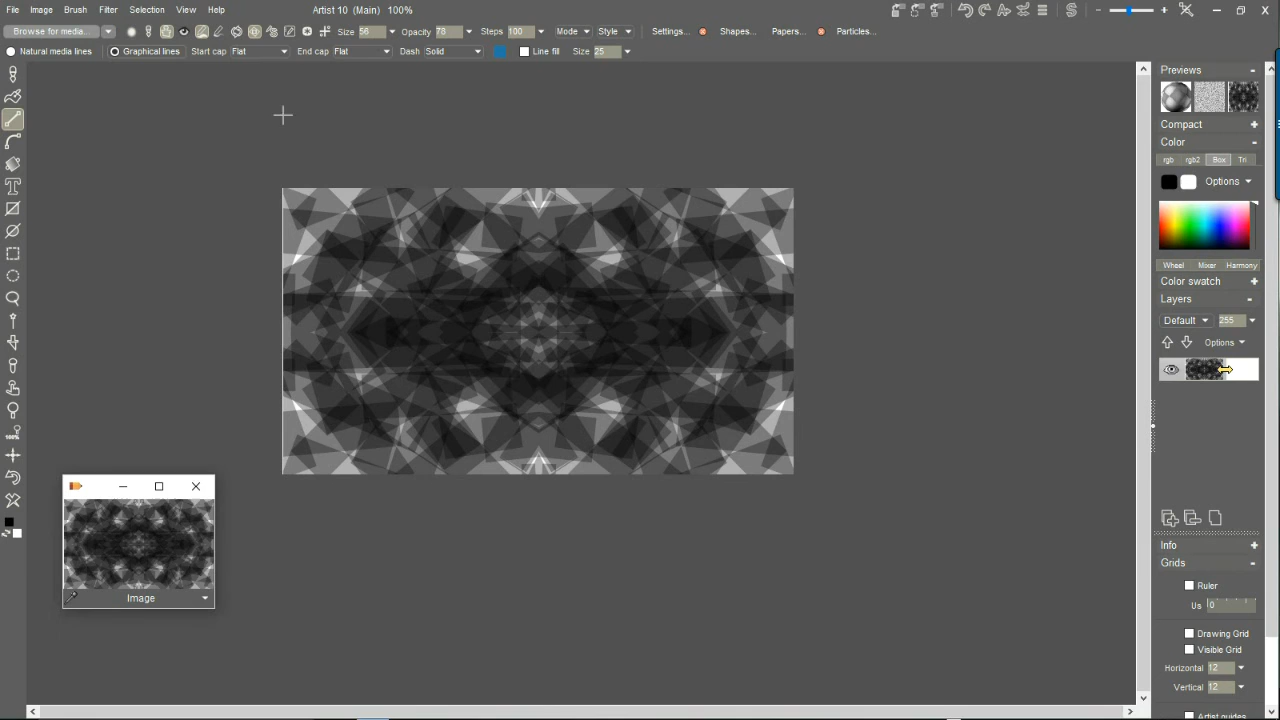 File Image Brush Filter Selection View Help Artist 10 (Main) 100%
Browse for media... Size 56 Opacity 78 Steps 100 Mode Style Settings... Shapes... Papers... Particles...
Natural media lines Graphical lines Start cap Flat End cap Flat Dash Solid Line fill Size 25
Previews
Compact
Color
rgb rgb2 Box Tri
Options
Wheel Mixer Harmony
Color swatch
Layers
Default 255
Options
100%
Image
Info
Grids
Ruler
Us 0
Drawing Grid
Visible Grid
Horizontal 12
Vertical 12
Artist guides